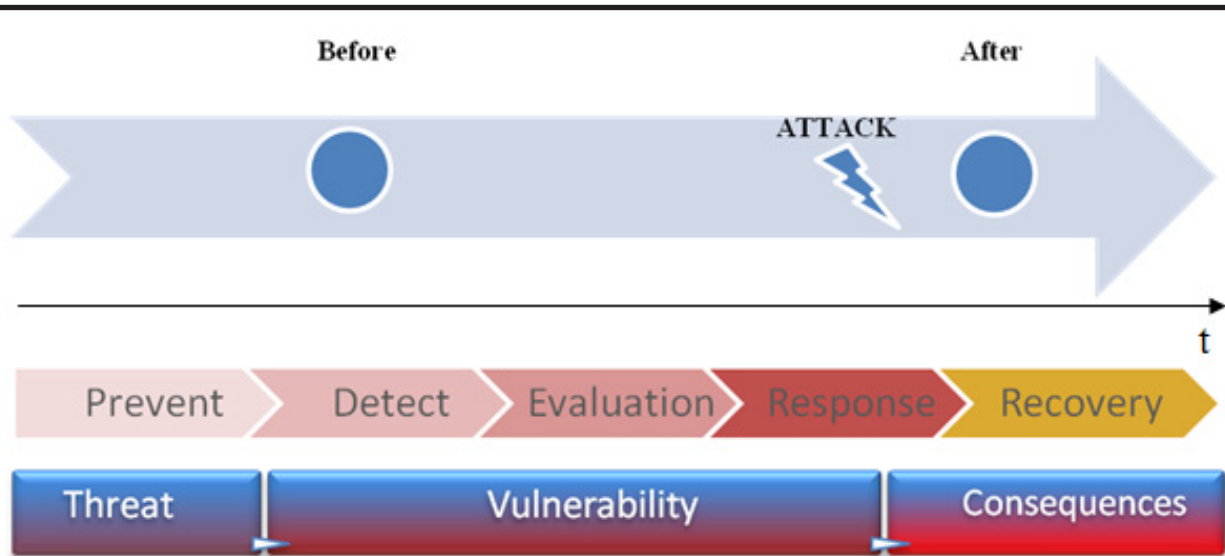 Before After
ATTACK
t
Prevent Detect Evaluation Response Recovery
Threat Vulnerability Consequences